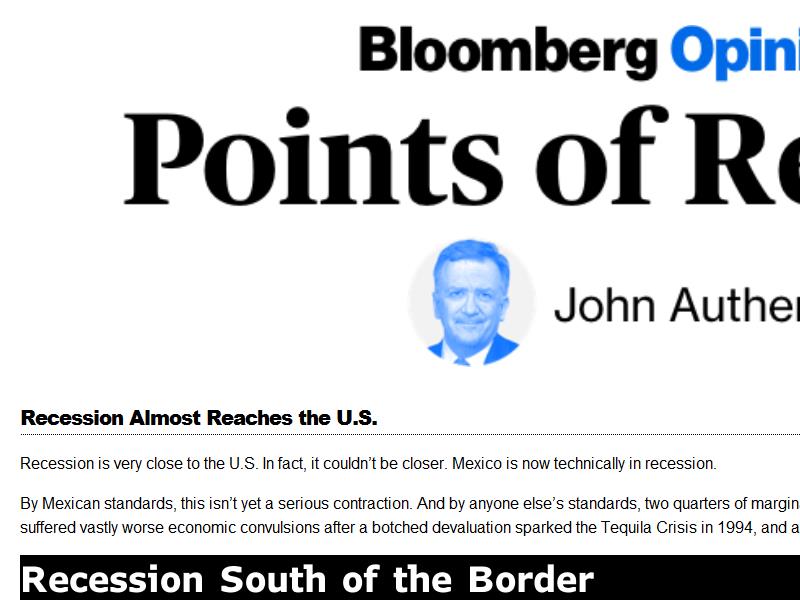 Bloomberg Opini
Points of Re
John Auther
Recession Almost Reaches the U.S.
Recession is very close to the U.S. In fact, it couldn’t be closer. Mexico is now technically in recession.
By Mexican standards, this isn’t yet a serious contraction. And by anyone else’s standards, two quarters of margin
suffered vastly worse economic convulsions after a botched devaluation sparked the Tequila Crisis in 1994, and a
Recession South of the Border